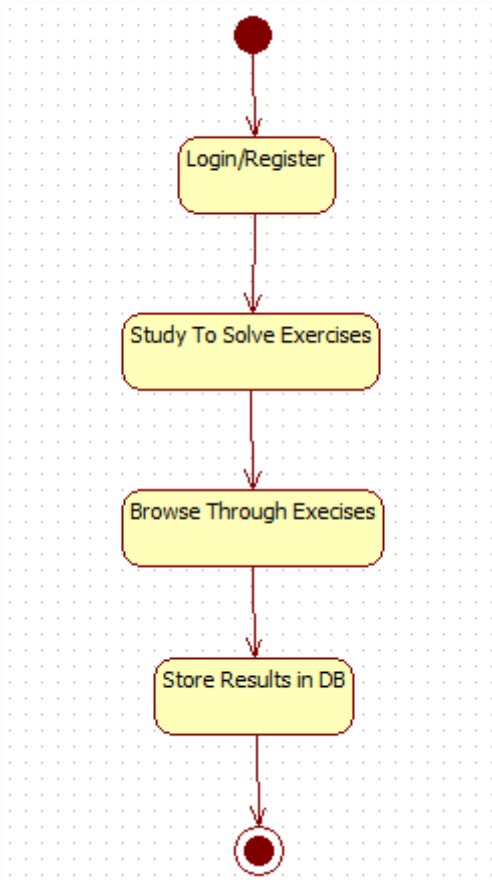 Login/Register
Study To Solve Exercises
Browse Through Execises
Store Results in DB